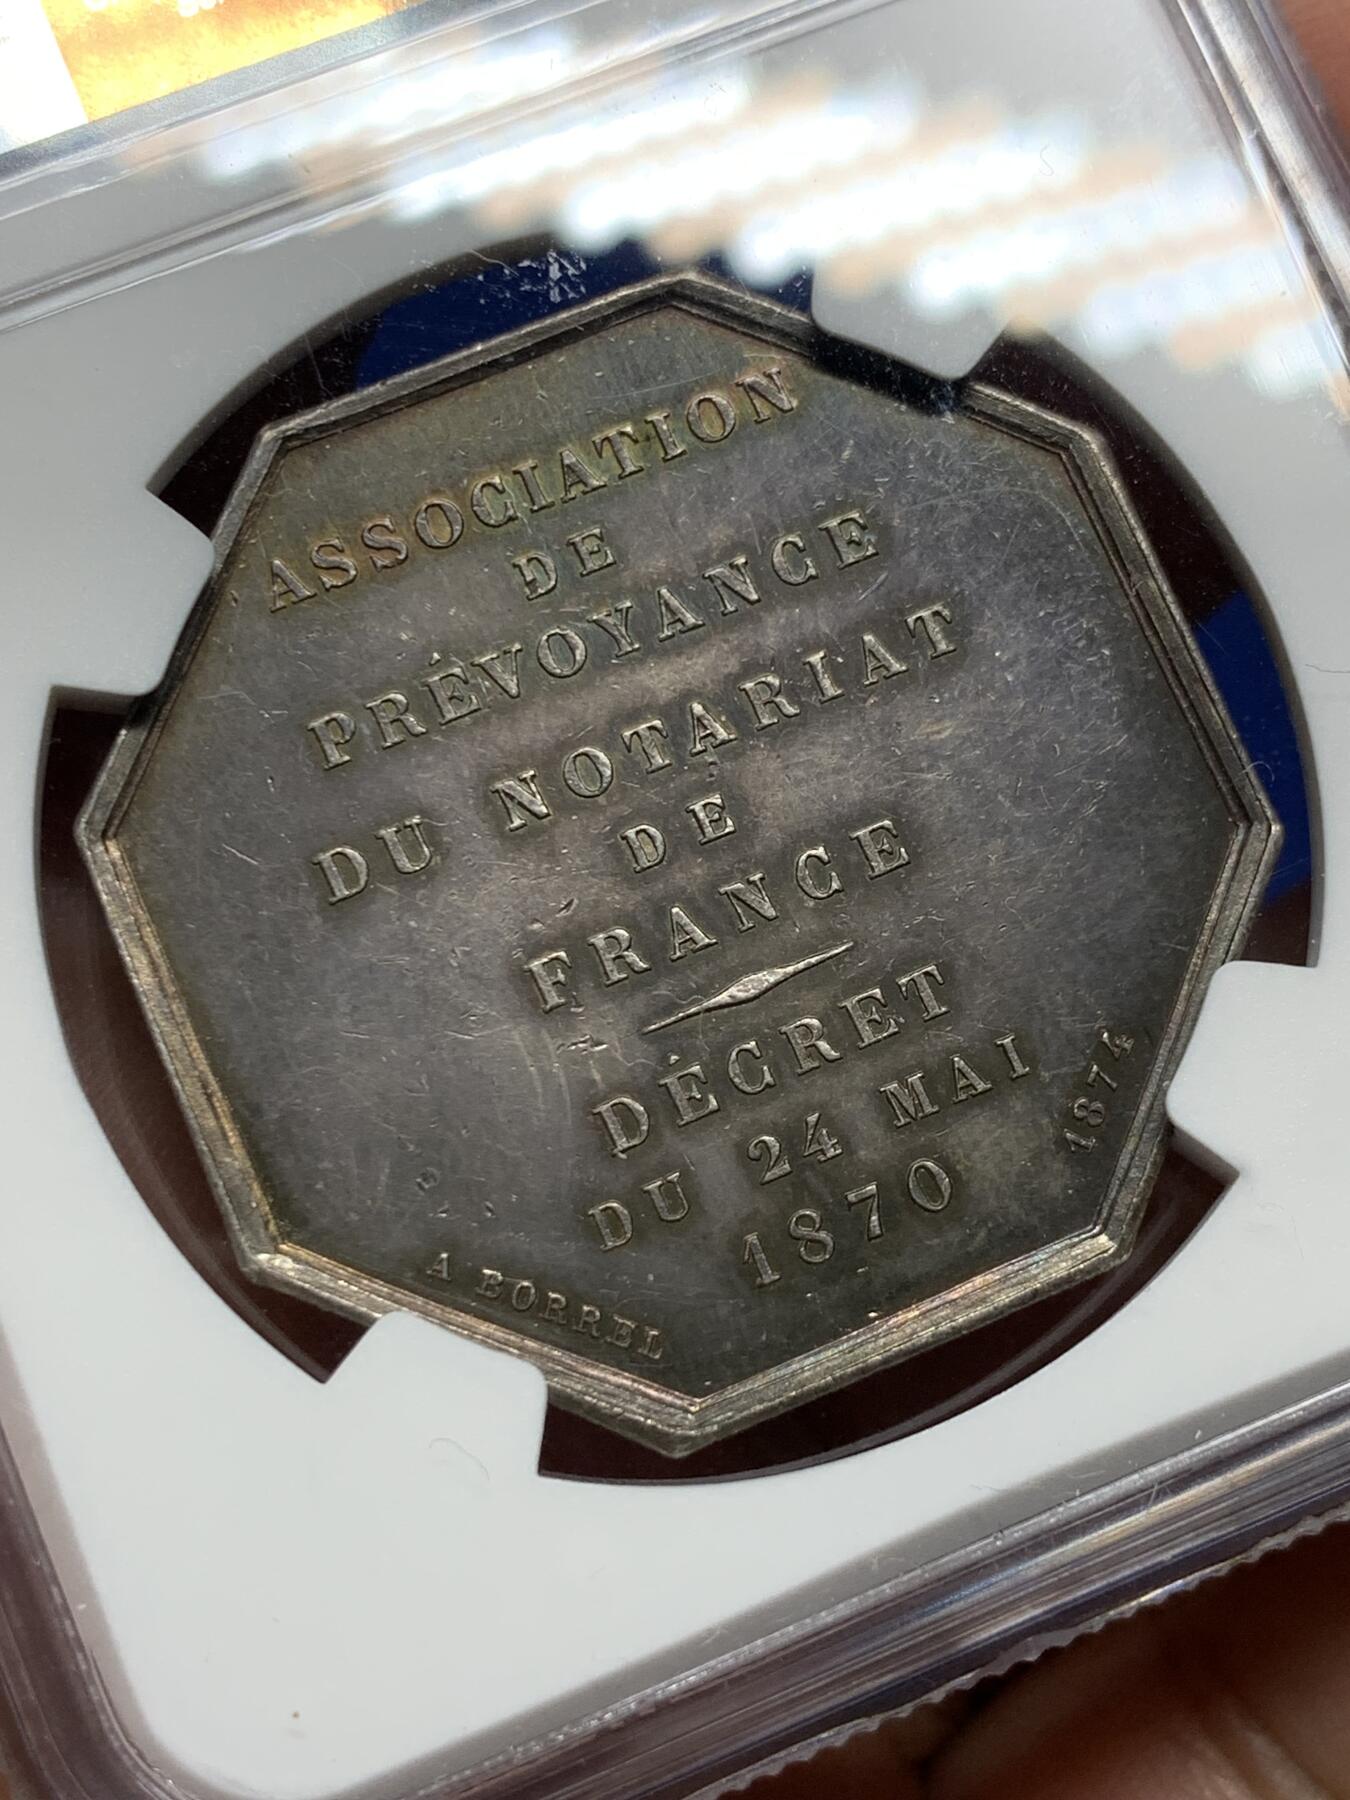 ASSOCIATION
DE
PRÉVOYANCE
DU NOTARIAT
DE
FRANCE
DÉCRET
DU 24 MAI
1870
A BORREL
1874